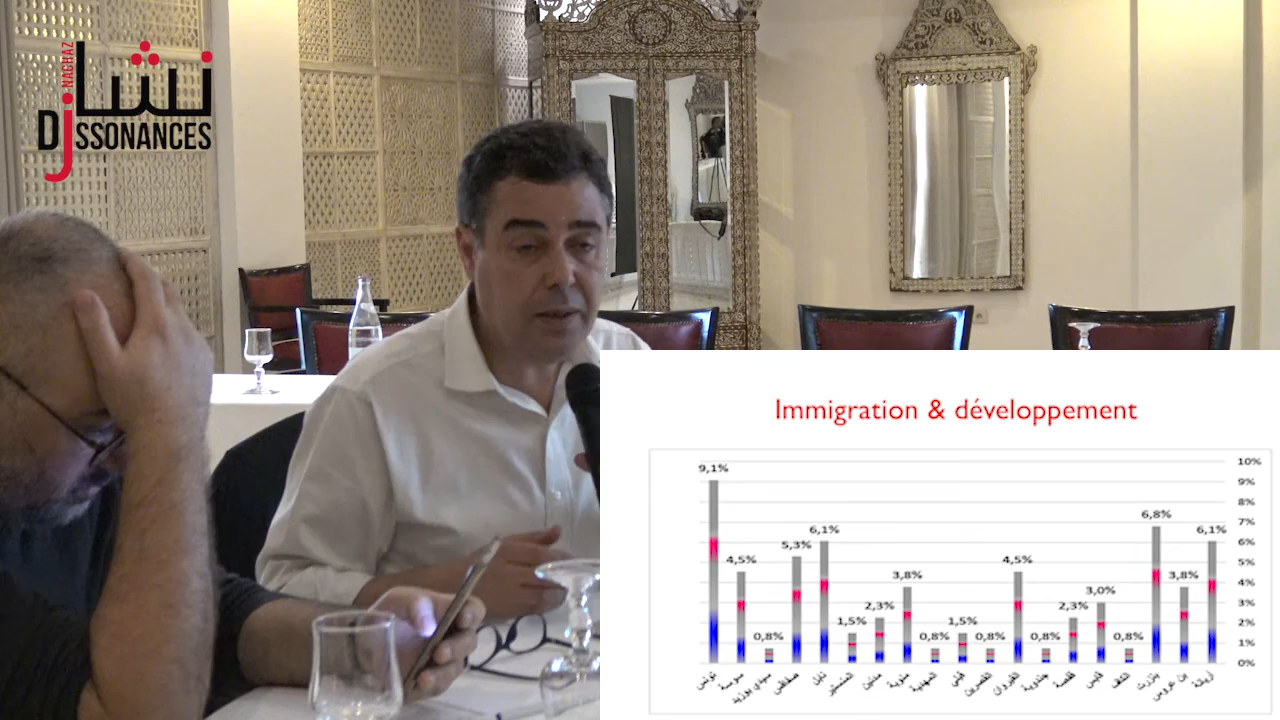 نشاز
NACHAZ
DISSONANCES
Immigration & développement
10%
9%
8%
7%
6%
5%
4%
3%
2%
1%
0%
9,1%
4,5%
0,8%
5,3%
6,1%
1,5%
2,3%
3,8%
0,8%
1,5%
0,8%
4,5%
0,8%
2,3%
3,0%
0,8%
6,8%
3,8%
6,1%
تونس
سوسة
سيدي بوزيد
صفاقس
نابل
المنستير
مدنين
منوبة
المهدية
قبلي
القصرين
القيروان
جندوبة
قفصة
قابس
الكاف
بنزرت
بن عروس
أريانة